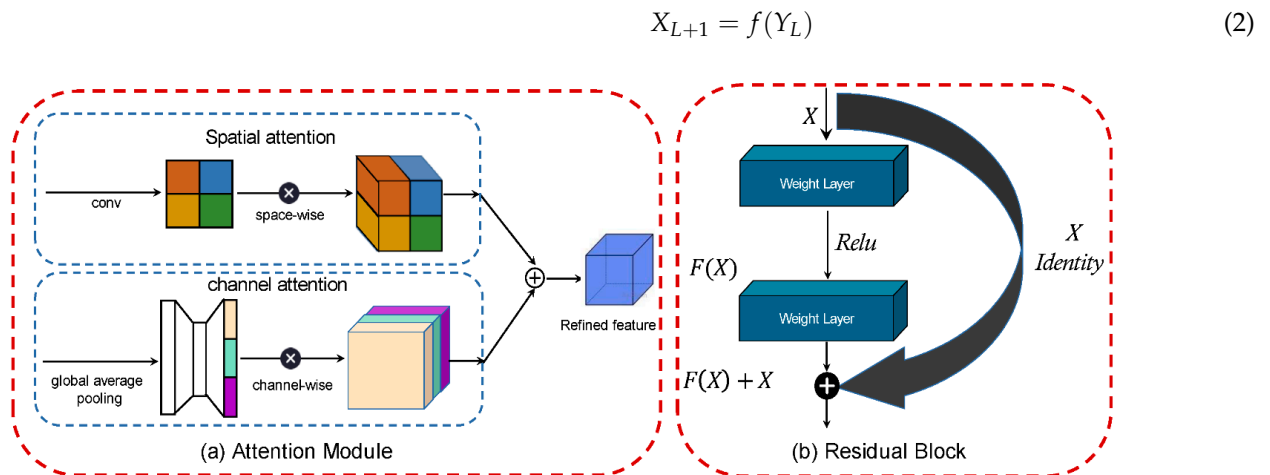 X_{L+1} = f(Y_L) (2)
Spatial attention
conv
space-wise
channel attention
global average
pooling
channel-wise
Refined feature
(a) Attention Module
X
Weight Layer
Relu
X
Identity
F(X)
Weight Layer
F(X) + X
(b) Residual Block